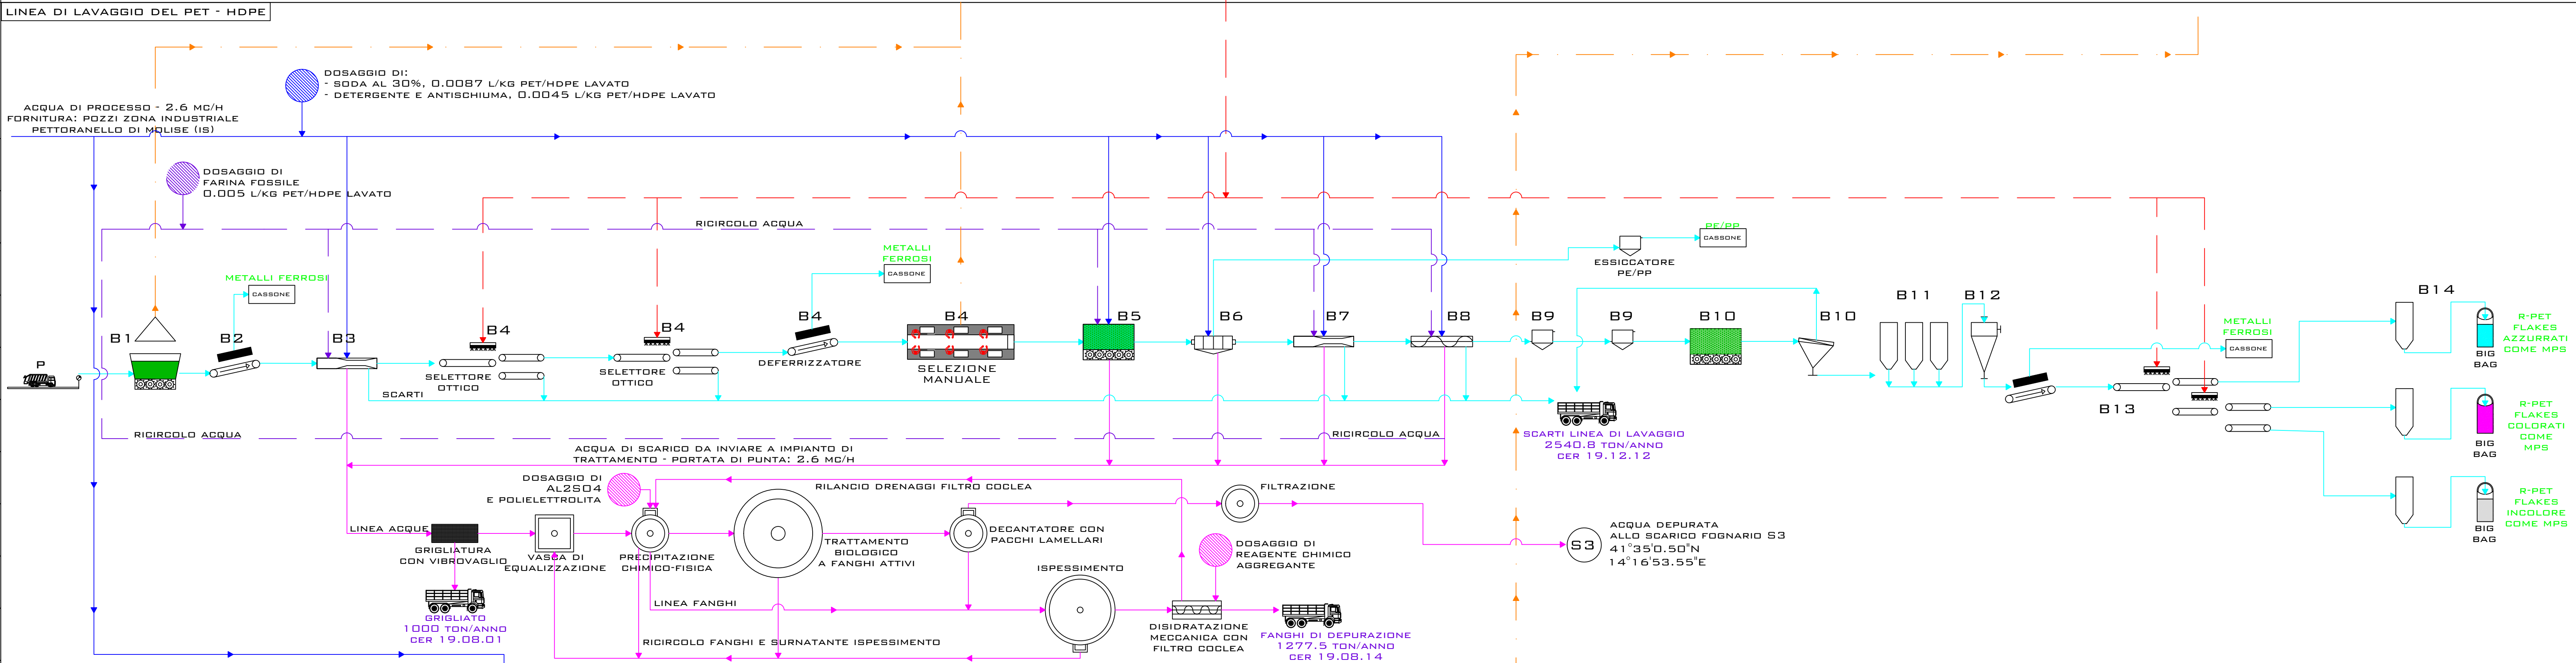 LINEA DI LAVAGGIO DEL PET - HDPE
DOSAGGIO DI:
- SODA AL 30%, 0.0087 L/KG PET/HDPE LAVATO
- DETERGENTE E ANTISCHIUMA, 0.0045 L/KG PET/HDPE LAVATO
ACQUA DI PROCESSO - 2.6 MC/H
FORNITURA: POZZI ZONA INDUSTRIALE
PETTORANELLO DI MOLISE (IS)
DOSAGGIO DI
FARINA FOSSILE
0.005 L/KG PET/HDPE LAVATO
RICIRCOLO ACQUA
METALLI FERROSI
CASSONE
METALLI
FERROSI
CASSONE
PE/PP
CASSONE
ESSICCATORE
PE/PP
P
B1
B2
B3
B4
SELETTORE
OTTICO
B4
SELETTORE
OTTICO
B4
DEFERRIZZATORE
B4
SELEZIONE
MANUALE
B5
B6
B7
B8
B9
B9
B10
B10
B11
B12
METALLI
FERROSI
CASSONE
B13
B14
BIG
BAG
R-PET
FLAKES
AZZURRATI
COME MPS
BIG
BAG
R-PET
FLAKES
COLORATI
COME
MPS
BIG
BAG
R-PET
FLAKES
INCOLORE
COME MPS
SCARTI
RICIRCOLO ACQUA
RICIRCOLO ACQUA
SCARTI LINEA DI LAVAGGIO
2540.8 TON/ANNO
CER 19.12.12
ACQUA DI SCARICO DA INVIARE A IMPIANTO DI
TRATTAMENTO - PORTATA DI PUNTA: 2.6 MC/H
DOSAGGIO DI
AL2SO4
E POLIELETTROLITA
RILANCIO DRENAGGI FILTRO COCLEA
FILTRAZIONE
LINEA ACQUE
GRIGLIATURA
CON VIBROVAGLIO
VASCA DI
EQUALIZZAZIONE
PRECIPITAZIONE
CHIMICO-FISICA
TRATTAMENTO
BIOLOGICO
A FANGHI ATTIVI
DECANTATORE CON
PACCHI LAMELLARI
DOSAGGIO DI
REAGENTE CHIMICO
AGGREGANTE
S3
ACQUA DEPURATA
ALLO SCARICO FOGNARIO S3
41°35'0.50"N
14°16'53.55"E
ISPESSIMENTO
LINEA FANGHI
GRIGLIATO
1000 TON/ANNO
CER 19.08.01
DISIDRATAZIONE
MECCANICA CON
FILTRO COCLEA
FANGHI DI DEPURAZIONE
1277.5 TON/ANNO
CER 19.08.14
RICIRCOLO FANGHI E SURNATANTE ISPESSIMENTO